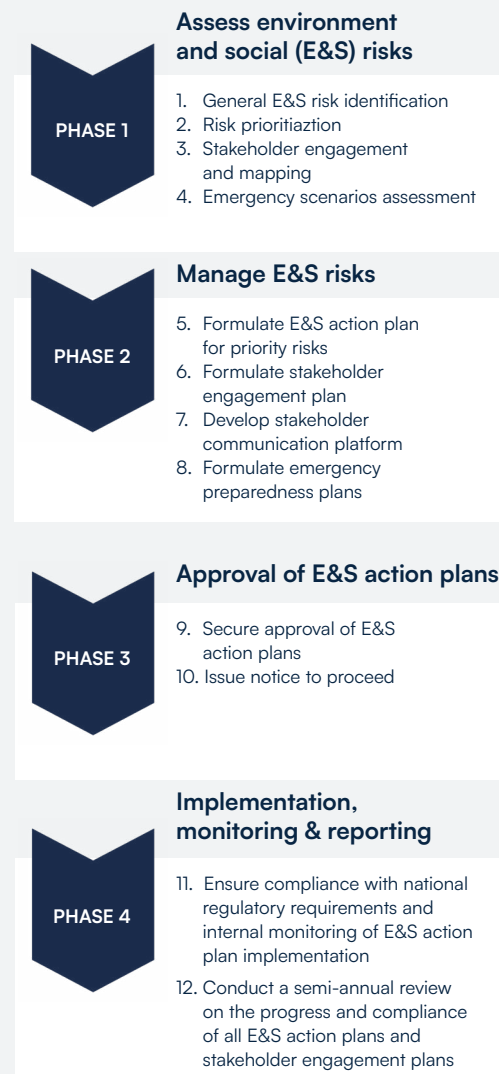 Assess environment
and social (E&S) risks
PHASE 1
1. General E&S risk identification
2. Risk prioritiaztion
3. Stakeholder engagement
and mapping
4. Emergency scenarios assessment
Manage E&S risks
PHASE 2
5. Formulate E&S action plan
for priority risks
6. Formulate stakeholder
engagement plan
7. Develop stakeholder
communication platform
8. Formulate emergency
preparedness plans
Approval of E&S action plans
PHASE 3
9. Secure approval of E&S
action plans
10. Issue notice to proceed
Implementation,
monitoring & reporting
PHASE 4
11. Ensure compliance with national
regulatory requirements and
internal monitoring of E&S action
plan implementation
12. Conduct a semi-annual review
on the progress and compliance
of all E&S action plans and
stakeholder engagement plans